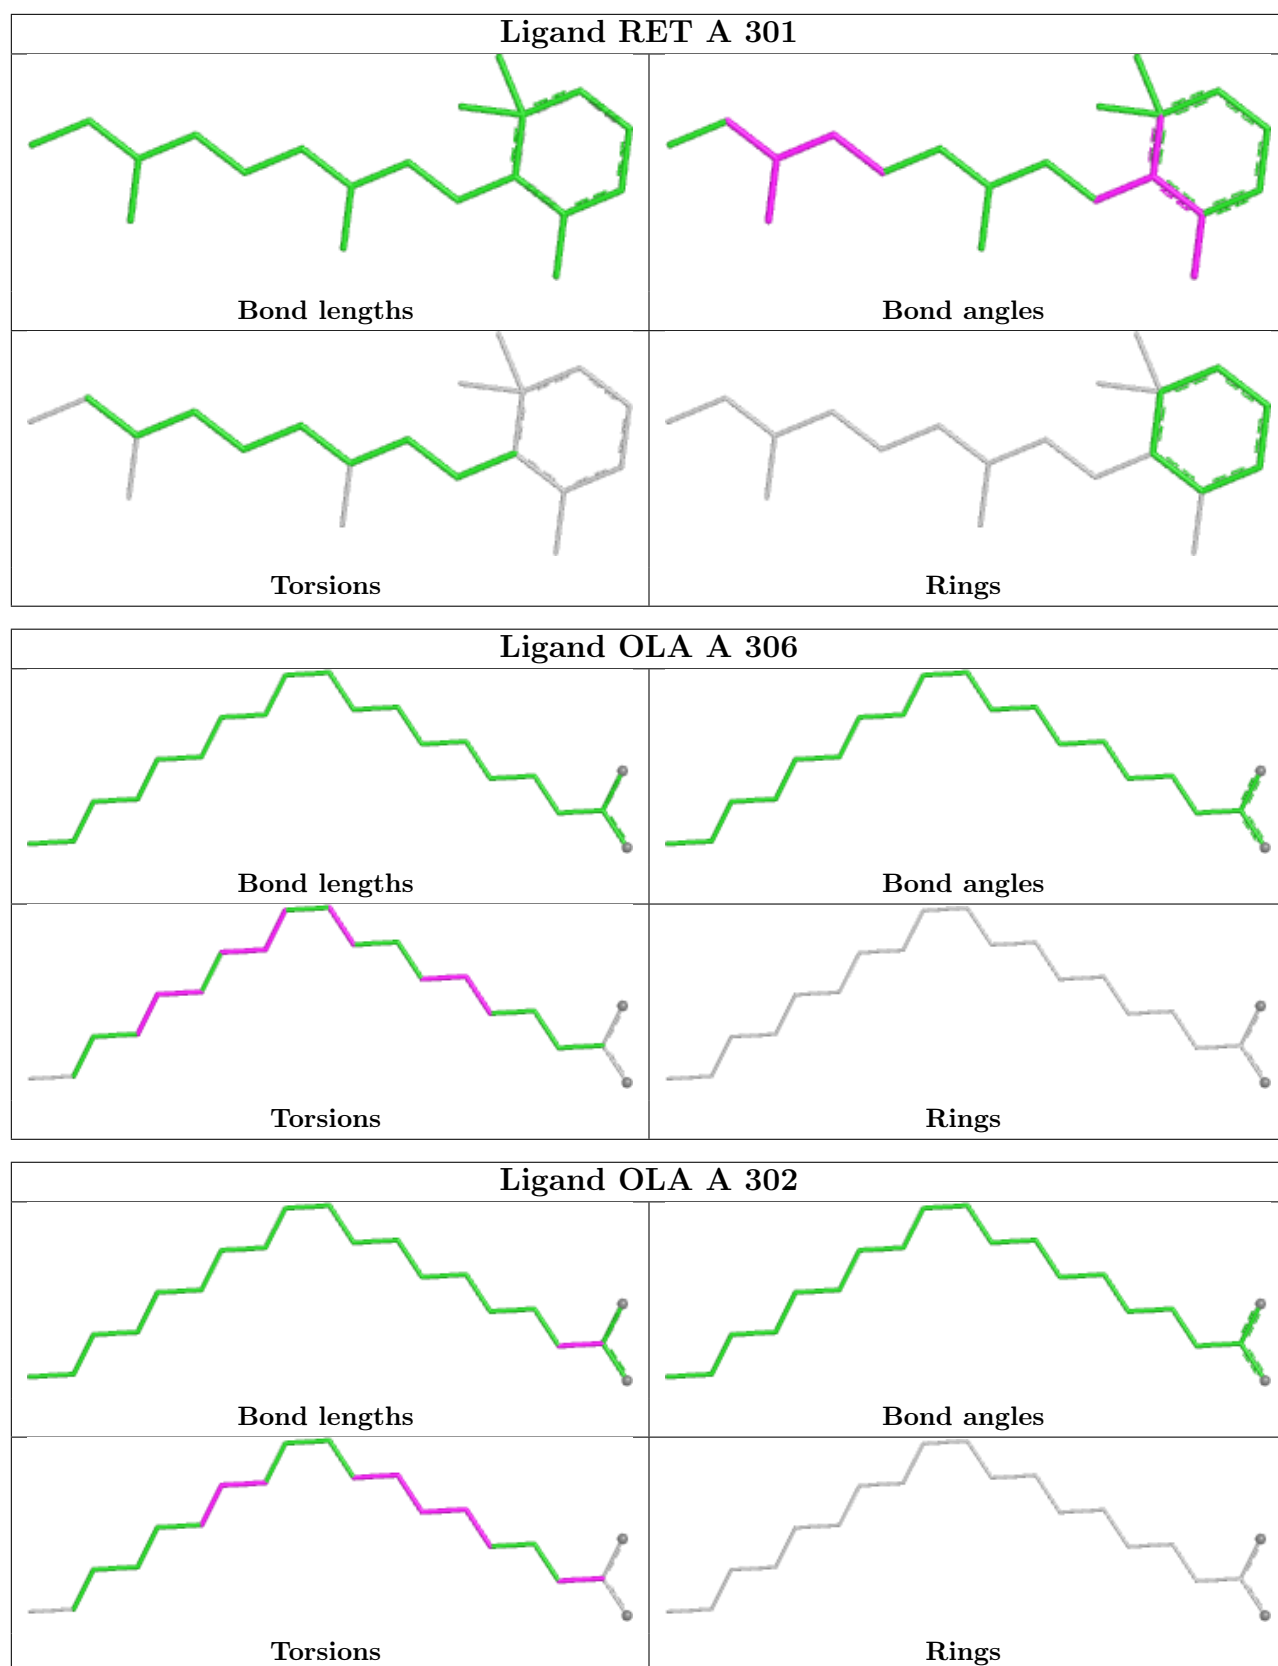 Ligand RET A 301
Bond lengths
Bond angles
Torsions
Rings
Ligand OLA A 306
Bond lengths
Bond angles
Torsions
Rings
Ligand OLA A 302
Bond lengths
Bond angles
Torsions
Rings